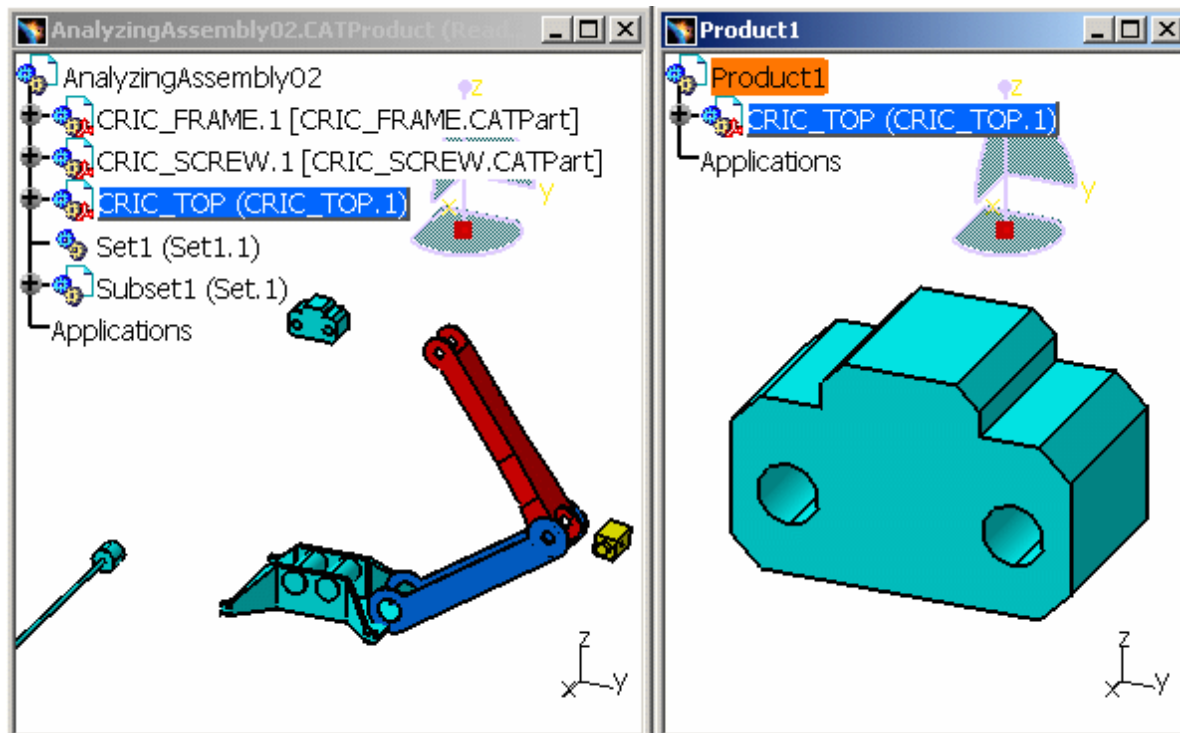 AnalyzingAssembly02.CATProduct (Read...
AnalyzingAssembly02
CRIC_FRAME.1 [CRIC_FRAME.CATPart]
CRIC_SCREW.1 [CRIC_SCREW.CATPart]
CRIC_TOP (CRIC_TOP.1)
Set1 (Set1.1)
Subset1 (Set.1)
Applications
z
y
x
z
x
y
Product1
Product1
CRIC_TOP (CRIC_TOP.1)
Applications
z
y
x
z
x
y